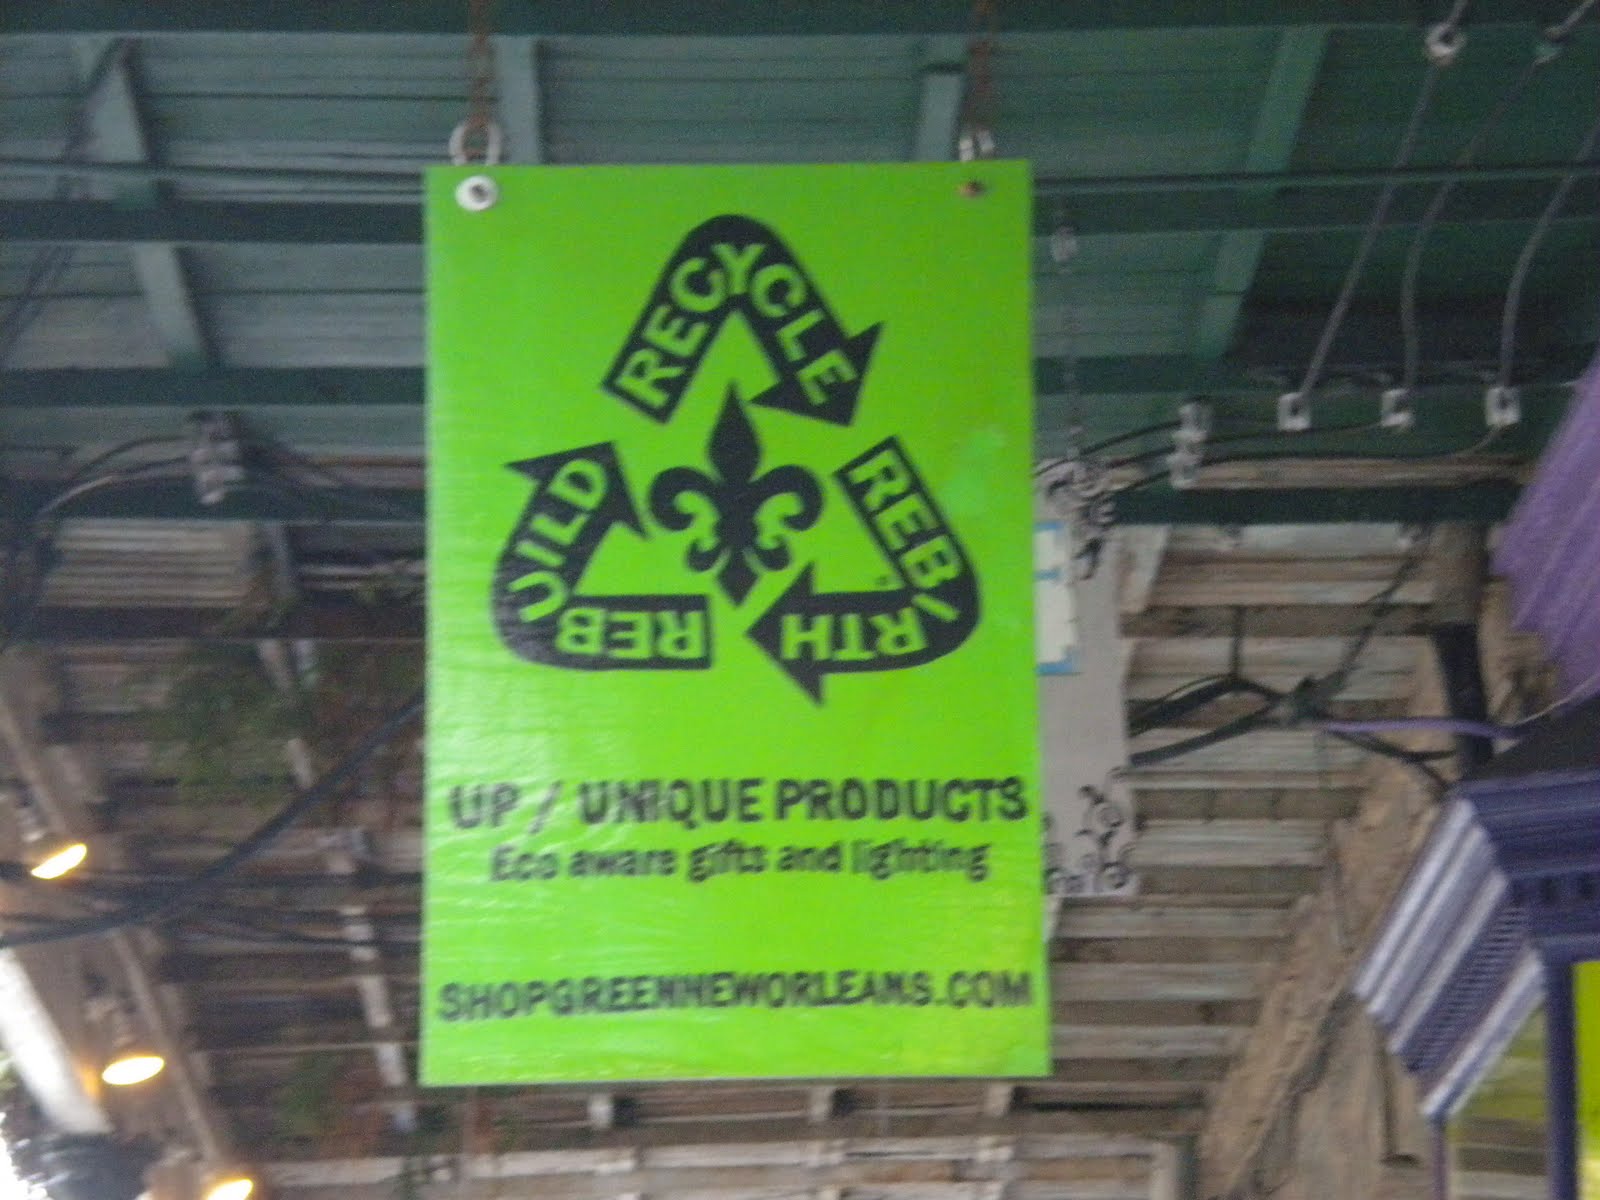 RECYCLE
REBIRTH
REBUILD
UP / UNIQUE PRODUCTS
Eco aware gifts and lighting
SHOPGREENNEWORLEANS.COM